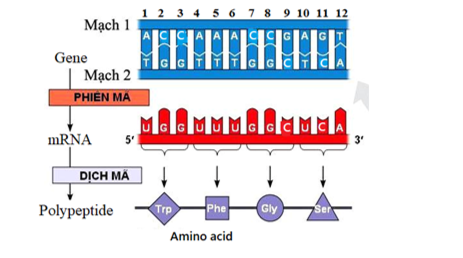 1 2 3 4 5 6 7 8 9 10 11 12
Mạch 1
A C C A A A C C G A G T
Gene
T G G T T T G G C T C A
Mạch 2
PHIÊN MÃ
mRNA
5' U G G U U U G G C U C A 3'
DỊCH MÃ
Polypeptide
Trp Phe Gly Ser
Amino acid